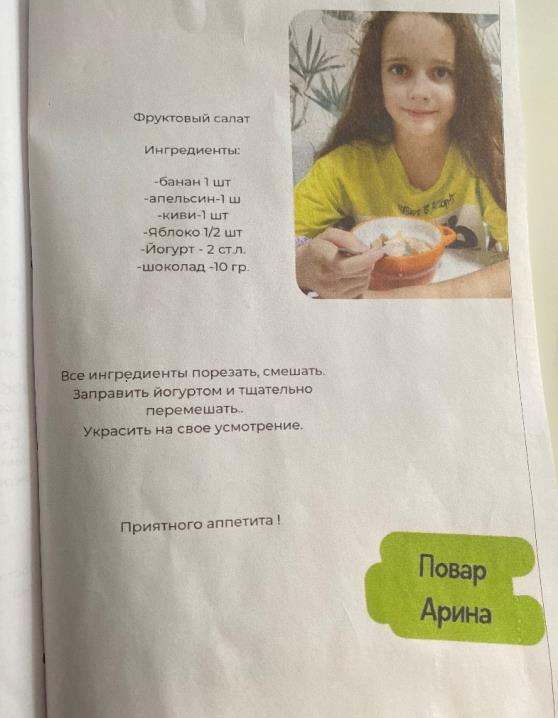 Фруктовый салат
Ингредиенты:
-банан 1 шт
-апельсин-1 ш
-киви-1 шт
-Яблоко 1/2 шт
-Йогурт - 2 ст.л.
-шоколад -10 гр.
Все ингредиенты порезать, смешать.
Заправить йогуртом и тщательно
перемешать..
Украсить на свое усмотрение.
Приятного аппетита !
Повар
Арина